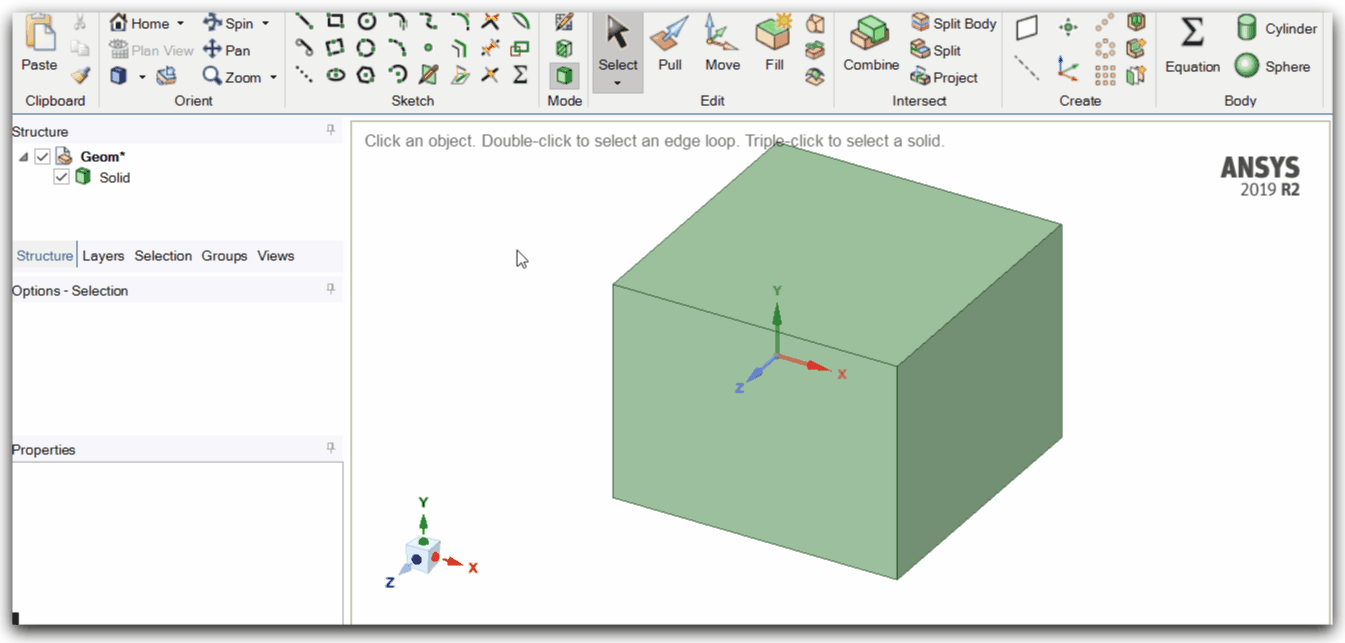 Home
Spin
Plan View
Pan
Zoom
Paste
Select
Pull
Move
Fill
Combine
Split Body
Split
Project
Equation
Cylinder
Sphere
Clipboard
Orient
Sketch
Mode
Edit
Intersect
Create
Body
Structure
Geom*
Solid
Structure Layers Selection Groups Views
Options - Selection
Properties
Click an object. Double-click to select an edge loop. Triple-click to select a solid.
ANSYS
2019 R2
Y
X
Z
Y
X
Z